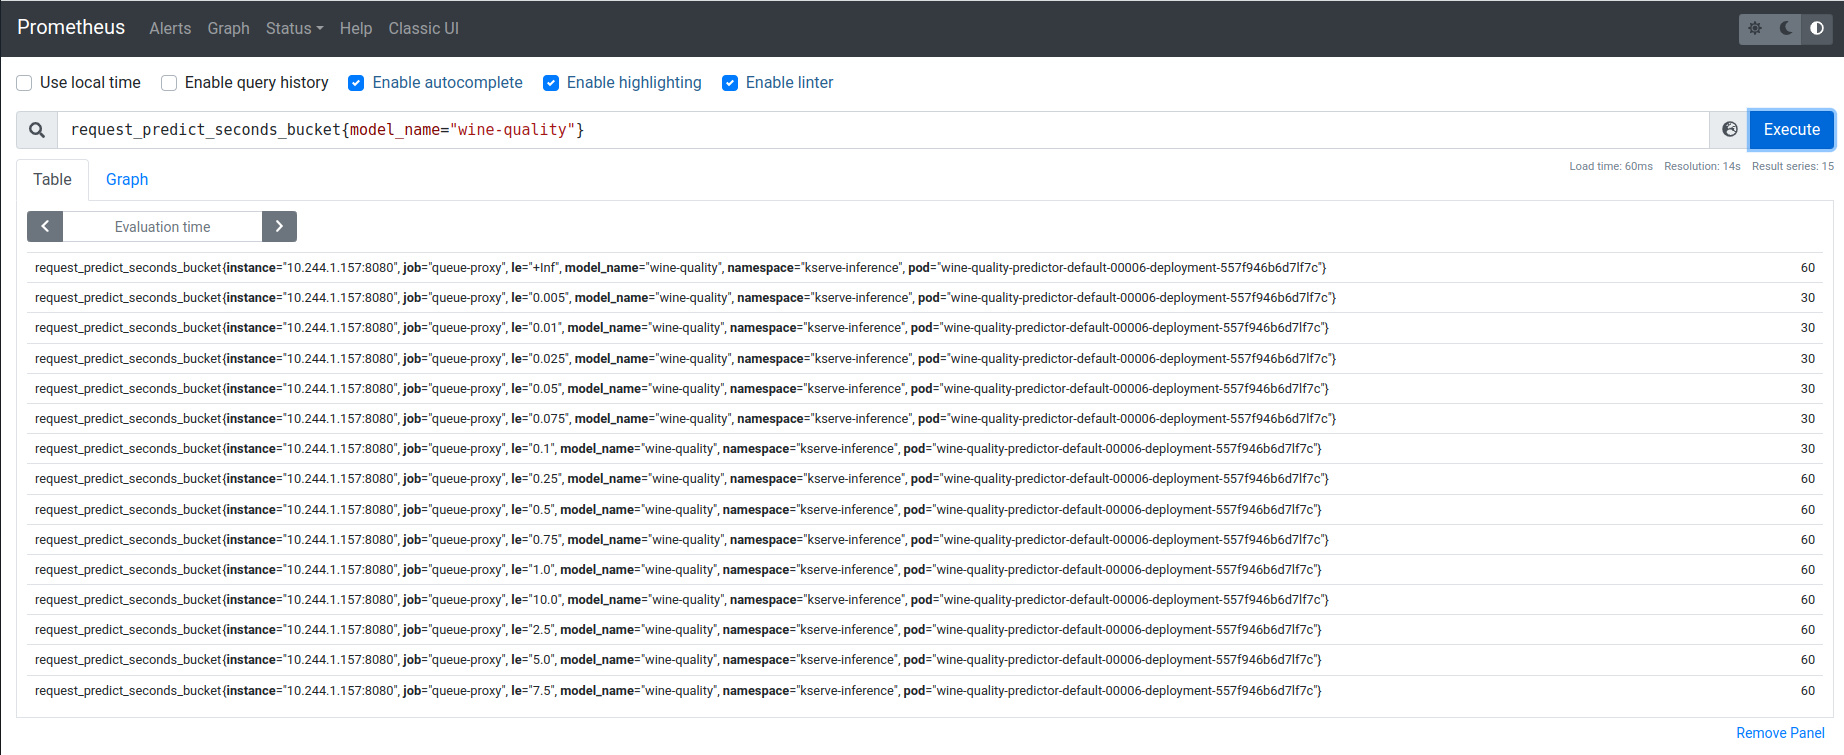 Prometheus Alerts Graph Status Help Classic UI
Use local time Enable query history Enable autocomplete Enable highlighting Enable linter
request_predict_seconds_bucket{model_name="wine-quality"} Execute
Load time: 60ms Resolution: 14s Result series: 15
Table Graph
Evaluation time
request_predict_seconds_bucket{instance="10.244.1.157:8080", job="queue-proxy", le="+Inf", model_name="wine-quality", namespace="kserve-inference", pod="wine-quality-predictor-default-00006-deployment-557f946b6d7lf7c"} 60
request_predict_seconds_bucket{instance="10.244.1.157:8080", job="queue-proxy", le="0.005", model_name="wine-quality", namespace="kserve-inference", pod="wine-quality-predictor-default-00006-deployment-557f946b6d7lf7c"} 30
request_predict_seconds_bucket{instance="10.244.1.157:8080", job="queue-proxy", le="0.01", model_name="wine-quality", namespace="kserve-inference", pod="wine-quality-predictor-default-00006-deployment-557f946b6d7lf7c"} 30
request_predict_seconds_bucket{instance="10.244.1.157:8080", job="queue-proxy", le="0.025", model_name="wine-quality", namespace="kserve-inference", pod="wine-quality-predictor-default-00006-deployment-557f946b6d7lf7c"} 30
request_predict_seconds_bucket{instance="10.244.1.157:8080", job="queue-proxy", le="0.05", model_name="wine-quality", namespace="kserve-inference", pod="wine-quality-predictor-default-00006-deployment-557f946b6d7lf7c"} 30
request_predict_seconds_bucket{instance="10.244.1.157:8080", job="queue-proxy", le="0.075", model_name="wine-quality", namespace="kserve-inference", pod="wine-quality-predictor-default-00006-deployment-557f946b6d7lf7c"} 30
request_predict_seconds_bucket{instance="10.244.1.157:8080", job="queue-proxy", le="0.1", model_name="wine-quality", namespace="kserve-inference", pod="wine-quality-predictor-default-00006-deployment-557f946b6d7lf7c"} 30
request_predict_seconds_bucket{instance="10.244.1.157:8080", job="queue-proxy", le="0.25", model_name="wine-quality", namespace="kserve-inference", pod="wine-quality-predictor-default-00006-deployment-557f946b6d7lf7c"} 60
request_predict_seconds_bucket{instance="10.244.1.157:8080", job="queue-proxy", le="0.5", model_name="wine-quality", namespace="kserve-inference", pod="wine-quality-predictor-default-00006-deployment-557f946b6d7lf7c"} 60
request_predict_seconds_bucket{instance="10.244.1.157:8080", job="queue-proxy", le="0.75", model_name="wine-quality", namespace="kserve-inference", pod="wine-quality-predictor-default-00006-deployment-557f946b6d7lf7c"} 60
request_predict_seconds_bucket{instance="10.244.1.157:8080", job="queue-proxy", le="1.0", model_name="wine-quality", namespace="kserve-inference", pod="wine-quality-predictor-default-00006-deployment-557f946b6d7lf7c"} 60
request_predict_seconds_bucket{instance="10.244.1.157:8080", job="queue-proxy", le="10.0", model_name="wine-quality", namespace="kserve-inference", pod="wine-quality-predictor-default-00006-deployment-557f946b6d7lf7c"} 60
request_predict_seconds_bucket{instance="10.244.1.157:8080", job="queue-proxy", le="2.5", model_name="wine-quality", namespace="kserve-inference", pod="wine-quality-predictor-default-00006-deployment-557f946b6d7lf7c"} 60
request_predict_seconds_bucket{instance="10.244.1.157:8080", job="queue-proxy", le="5.0", model_name="wine-quality", namespace="kserve-inference", pod="wine-quality-predictor-default-00006-deployment-557f946b6d7lf7c"} 60
request_predict_seconds_bucket{instance="10.244.1.157:8080", job="queue-proxy", le="7.5", model_name="wine-quality", namespace="kserve-inference", pod="wine-quality-predictor-default-00006-deployment-557f946b6d7lf7c"} 60
Remove Panel